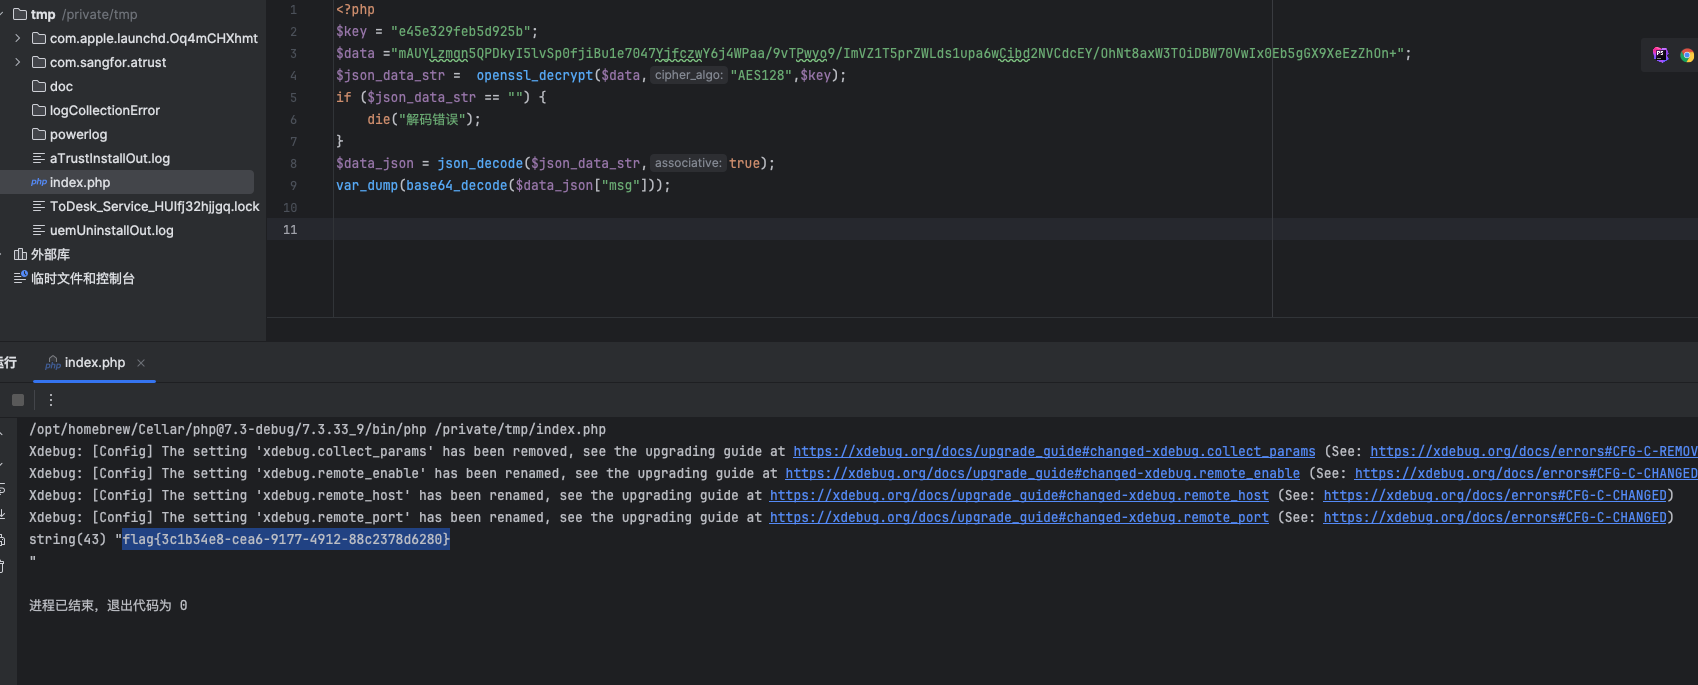 tmp /private/tmp
com.apple.launchd.Oq4mCHXhmt
com.sangfor.atrust
doc
logCollectionError
powerlog
aTrustInstallOut.log
php index.php
ToDesk_Service_HUIfj32hjjgq.lock
uemUninstallOut.log
外部库
临时文件和控制台
1 <?php
2 $key = "e45e329feb5d925b";
3 $data ="mAUYLzmqn5QPDkyI5lvSp0fjiBu1e7047YjfczwY6j4WPaa/9vTPwyo9/ImVZ1T5prZWLds1upa6wCibd2NVCdcEY/OhNt8axW3TOiDBW70VwIx0Eb5gGX9XeEzZhOn+";
4 $json_data_str =  openssl_decrypt($data, cipher_algo: "AES128",$key);
5 if ($json_data_str == "") {
6 die("解码错误");
7 }
8 $data_json = json_decode($json_data_str, associative: true);
9 var_dump(base64_decode($data_json["msg"]));
10
11
PS
运行
php index.php ×
/opt/homebrew/Cellar/php@7.3-debug/7.3.33_9/bin/php /private/tmp/index.php
Xdebug: [Config] The setting 'xdebug.collect_params' has been removed, see the upgrading guide at https://xdebug.org/docs/upgrade_guide#changed-xdebug.collect_params (See: https://xdebug.org/docs/errors#CFG-C-REMOV
Xdebug: [Config] The setting 'xdebug.remote_enable' has been renamed, see the upgrading guide at https://xdebug.org/docs/upgrade_guide#changed-xdebug.remote_enable (See: https://xdebug.org/docs/errors#CFG-C-CHANGED
Xdebug: [Config] The setting 'xdebug.remote_host' has been renamed, see the upgrading guide at https://xdebug.org/docs/upgrade_guide#changed-xdebug.remote_host (See: https://xdebug.org/docs/errors#CFG-C-CHANGED)
Xdebug: [Config] The setting 'xdebug.remote_port' has been renamed, see the upgrading guide at https://xdebug.org/docs/upgrade_guide#changed-xdebug.remote_port (See: https://xdebug.org/docs/errors#CFG-C-CHANGED)
string(43) "flag{3c1b34e8-cea6-9177-4912-88c2378d6280}
"
进程已结束，退出代码为 0